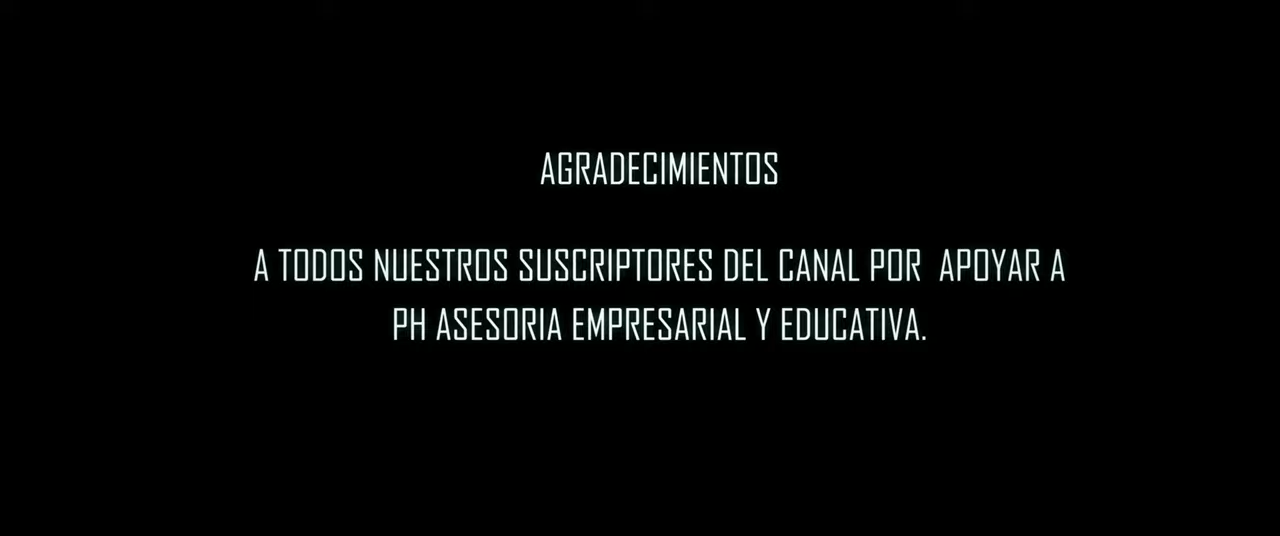 AGRADECIMIENTOS
A TODOS NUESTROS SUSCRIPTORES DEL CANAL POR APOYAR A
PH ASESORIA EMPRESARIAL Y EDUCATIVA.